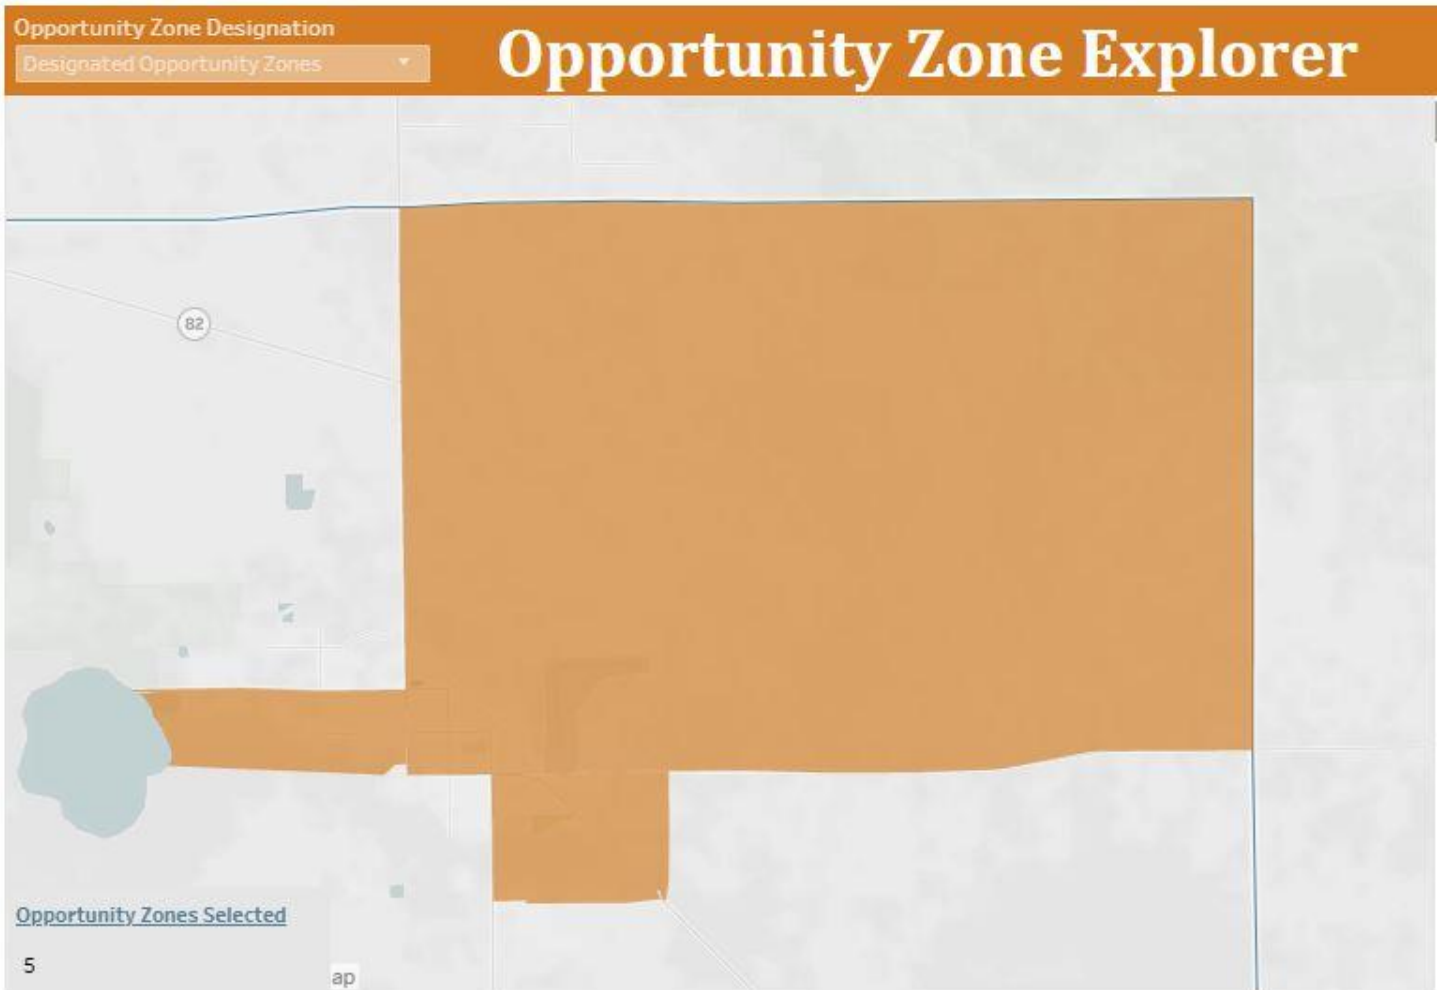 Opportunity Zone Designation
Designated Opportunity Zones
Opportunity Zone Explorer
82
Opportunity Zones Selected
5
ap